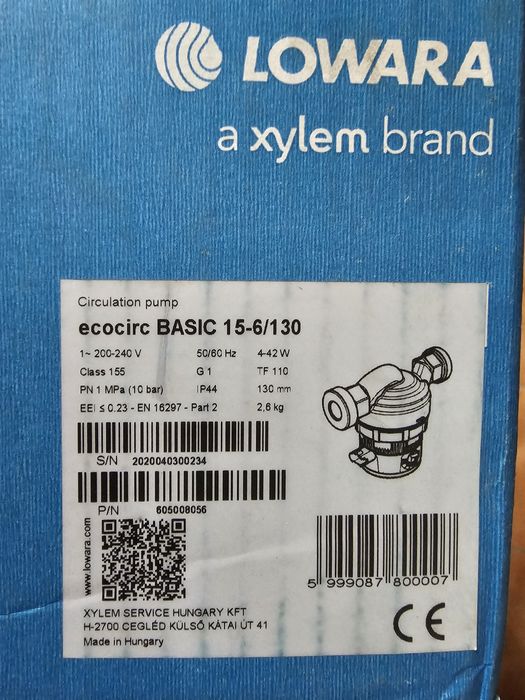 LOWARA
a xylem brand
Circulation pump
ecocirc BASIC 15-6/130
1~ 200-240 V 50/60 Hz 4-42 W
Class 155 G 1 TF 110
PN 1 MPa (10 bar) IP44 130 mm
EEI ≤ 0.23 - EN 16297 - Part 2 2,6 kg
S/N 2020040300234
P/N 605008056
www.lowara.com
5 999087 800007
XYLEM SERVICE HUNGARY KFT
H-2700 CEGLÉD KÜLSŐ KÁTAI ÚT 41
Made in Hungary
CE